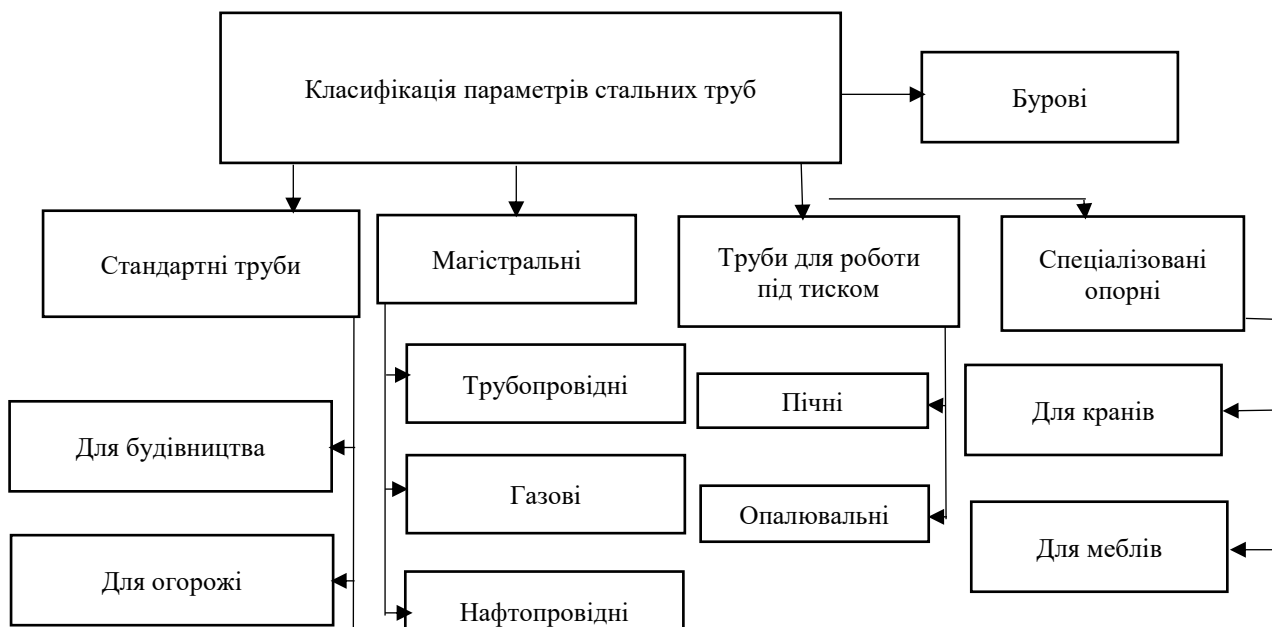 Класифікація параметрів стальних труб
Бурові
Стандартні труби
Магістральні
Труби для роботи
під тиском
Спеціалізовані
опорні
Трубопровідні
Пічні
Для кранів
Для будівництва
Газові
Опалювальні
Для меблів
Для огорожі
Нафтопровідні